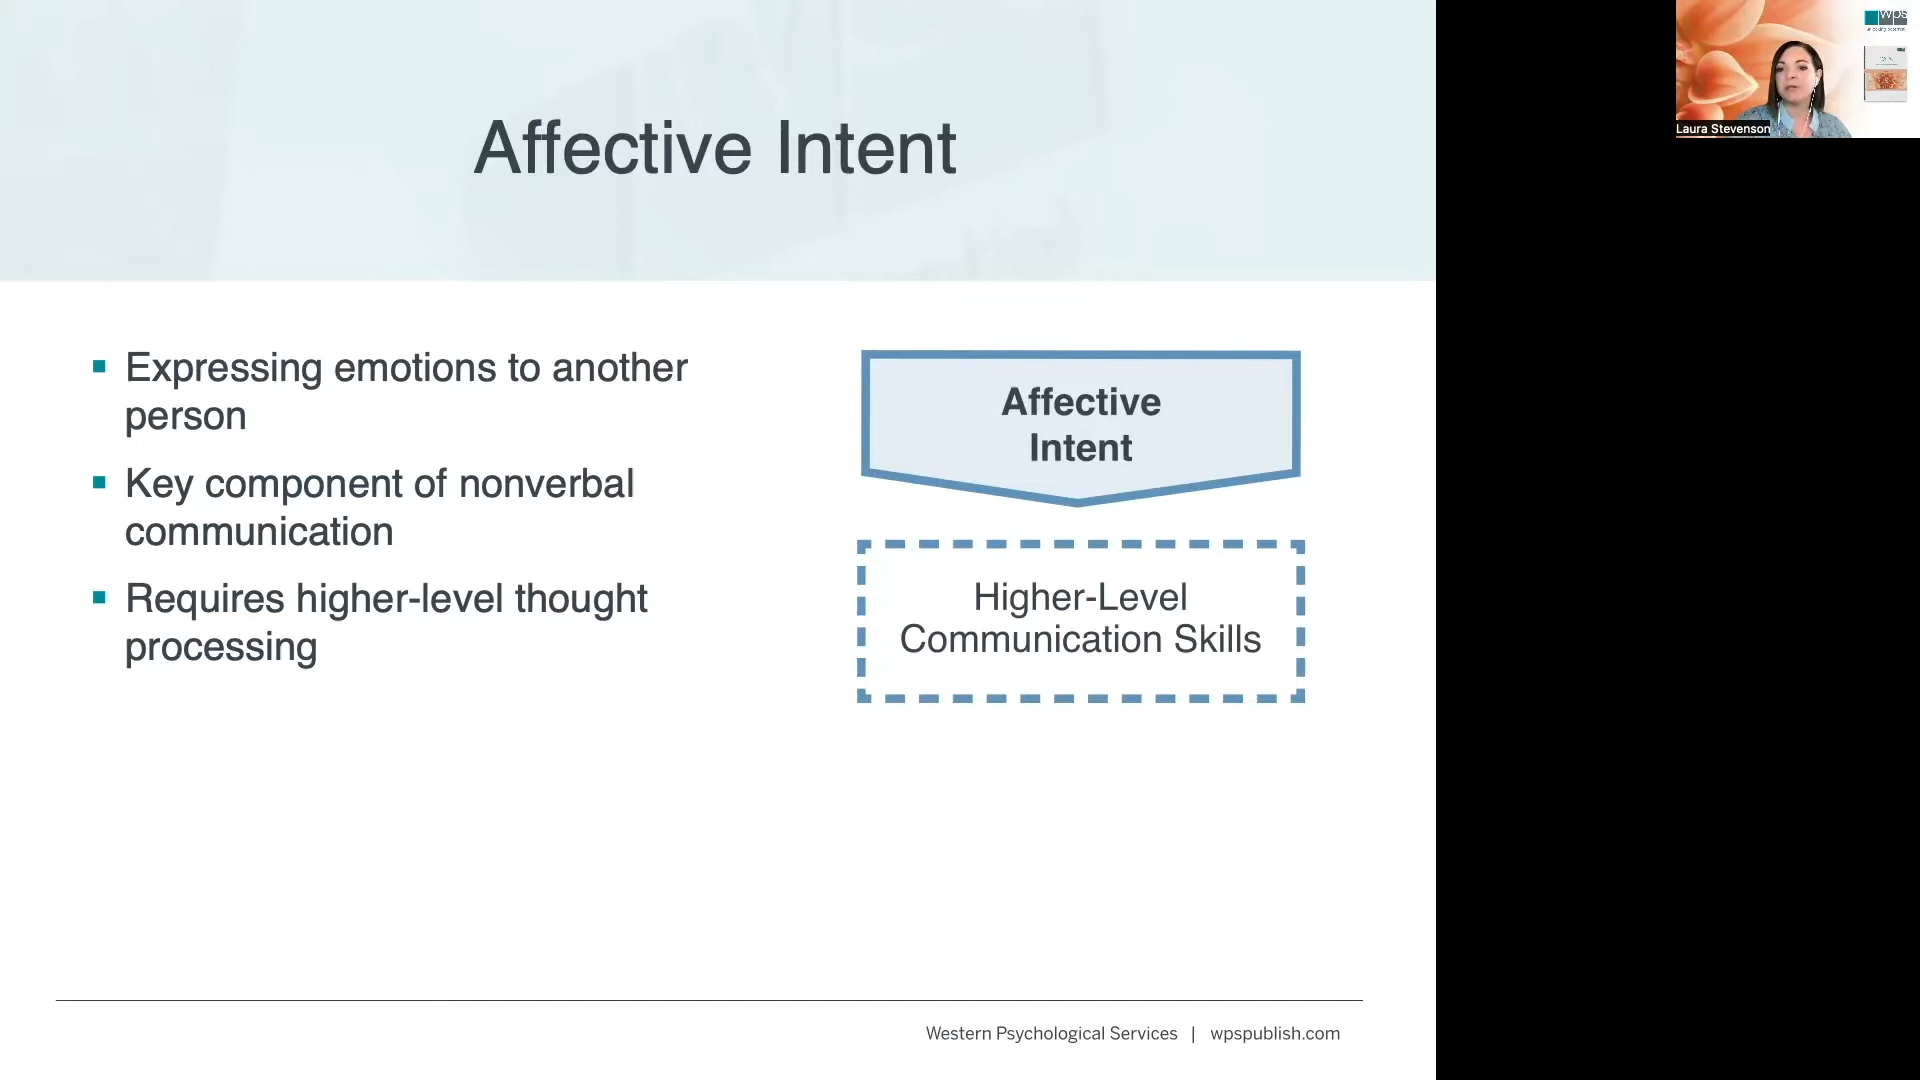 Affective Intent
Expressing emotions to another
person
Key component of nonverbal
communication
Requires higher-level thought
processing
Affective
Intent
Higher-Level
Communication Skills
Western Psychological Services | wpspublish.com
wps
Laura Stevenson